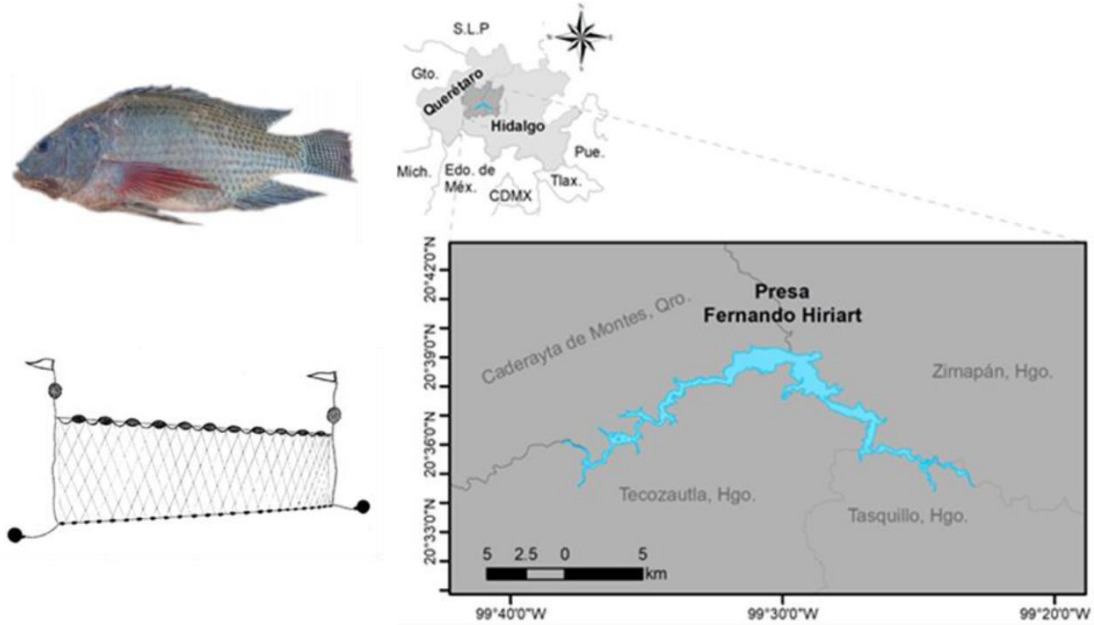 S.L.P
N
O
E
S
Gto.
Querétaro
Hidalgo
Mich.
Edo. de
Méx.
CDMX
Tlax.
Pue.
Presa
Fernando Hiriart
Caderayta de Montes, Qro.
Zimapán, Hgo.
Tecozautla, Hgo.
Tasquillo, Hgo.
20°42'0"N
20°39'0"N
20°36'0"N
20°33'0"N
5 2.5 0 5
km
99°40'0"W 99°30'0"W 99°20'0"W